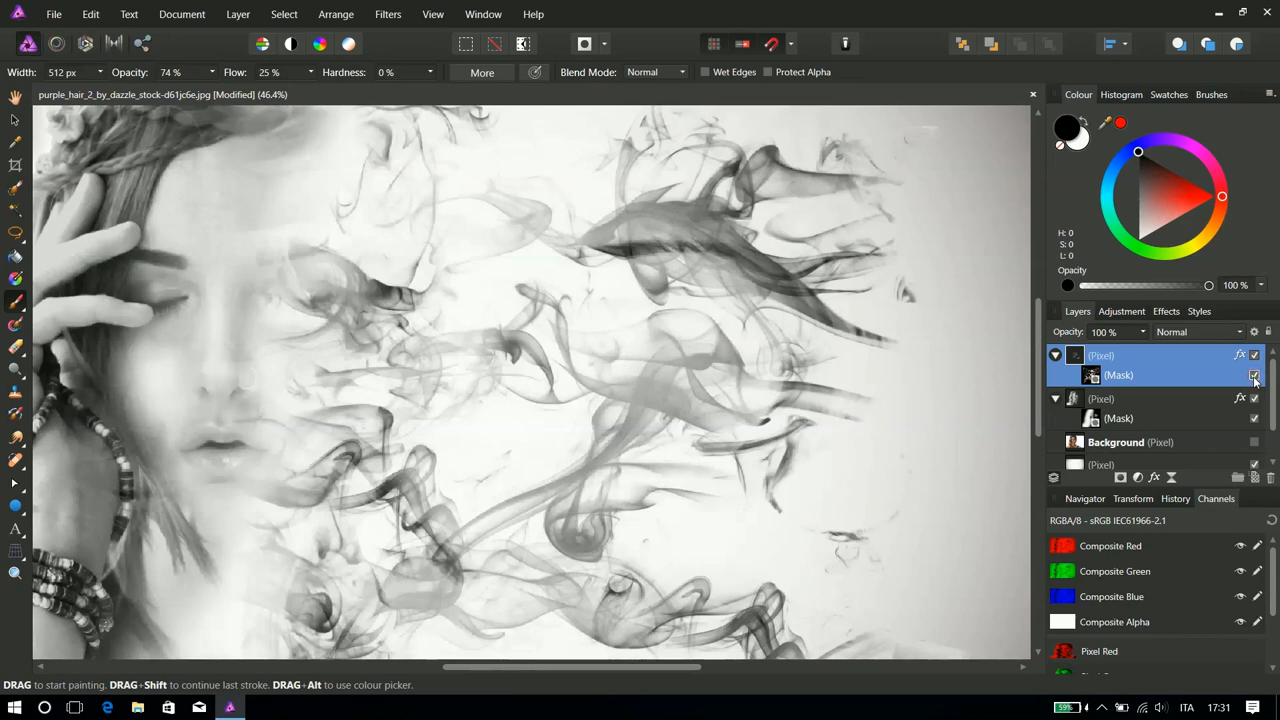 File Edit Text Document Layer Select Arrange Filters View Window Help
Width: 512 px Opacity: 74 % Flow: 25 % Hardness: 0 % More Blend Mode: Normal Wet Edges Protect Alpha
purple_hair_2_by_dazzle_stock-d61jc6e.jpg [Modified] (46.4%)
Colour Histogram Swatches Brushes
H: 0
S: 0
L: 0
Opacity
100 %
Layers Adjustment Effects Styles
Opacity: 100 % Normal
(Pixel) fx
(Mask)
(Pixel) fx
(Mask)
Background (Pixel)
(Pixel)
fx
Navigator Transform History Channels
RGBA/8 - sRGB IEC61966-2.1
Composite Red
Composite Green
Composite Blue
Composite Alpha
Pixel Red
DRAG to start painting. DRAG+Shift to continue last stroke. DRAG+Alt to use colour picker.
59% ITA 17:31